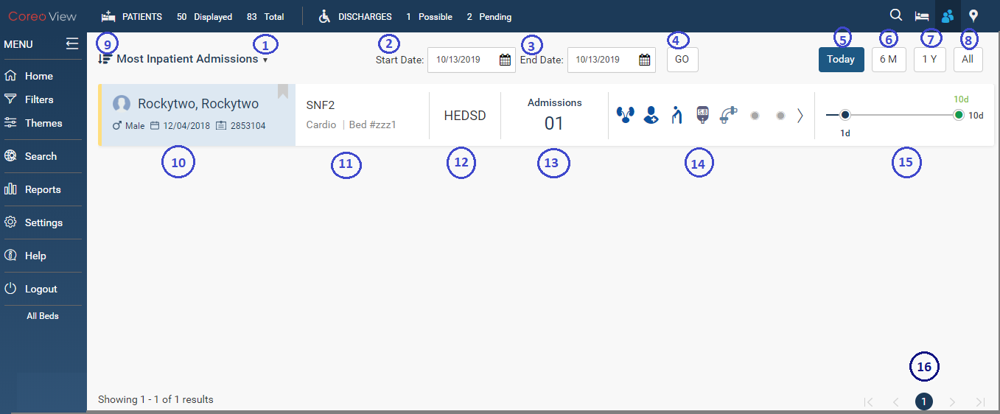 Coreo View
PATIENTS 50 Displayed 83 Total DISCHARGES 1 Possible 2 Pending
MENU
Home
Filters
Themes
Search
Reports
Settings
Help
Logout
All Beds
9 1 2 3 4 5 6 7 8
Most Inpatient Admissions
Start Date: 10/13/2019 End Date: 10/13/2019 GO Today 6 M 1 Y All
Rockytwo, Rockytwo
Male 12/04/2018 2853104
SNF2
Cardio | Bed #zzz1
HEDSD
Admissions
01
6.8
10d
10d
1d
10 11 12 13 14 15
16
Showing 1 - 1 of 1 results
1